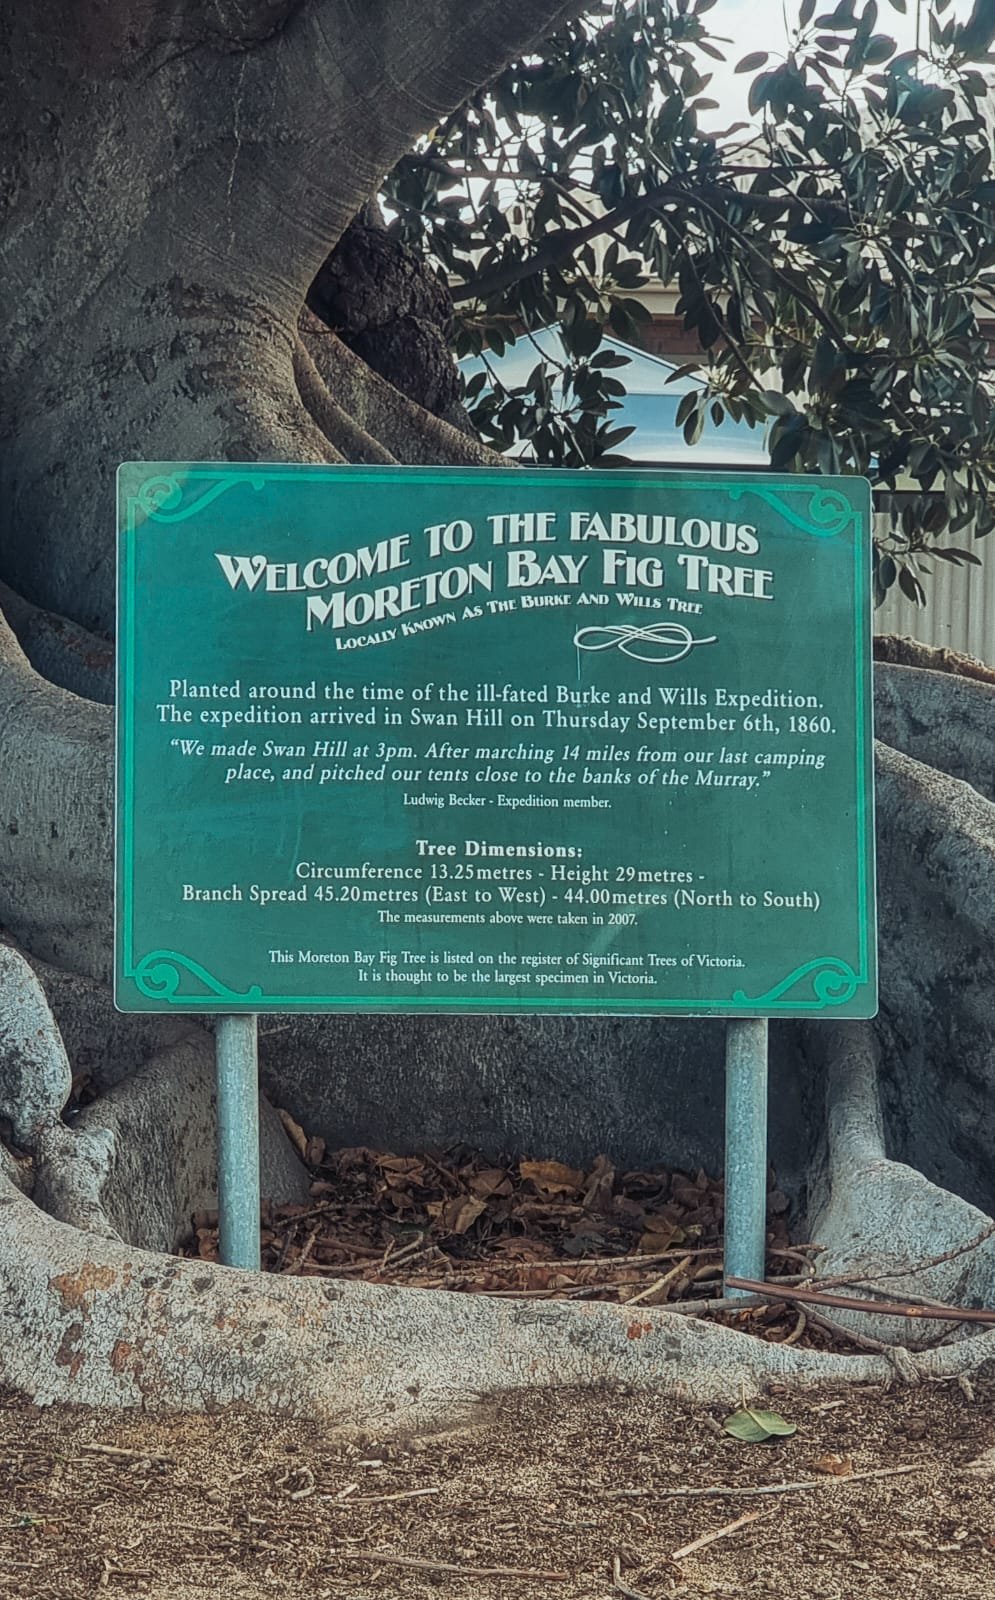 WELCOME TO THE FABULOUS
MORETON BAY FIG TREE
LOCALLY KNOWN AS THE BURKE AND WILLS TREE
Planted around the time of the ill-fated Burke and Wills Expedition.
The expedition arrived in Swan Hill on Thursday September 6th, 1860.
“We made Swan Hill at 3pm. After marching 14 miles from our last camping
place, and pitched our tents close to the banks of the Murray.”
Ludwig Becker - Expedition member.
Tree Dimensions:
Circumference 13.25metres - Height 29metres -
Branch Spread 45.20metres (East to West) - 44.00metres (North to South)
The measurements above were taken in 2007.
This Moreton Bay Fig Tree is listed on the register of Significant Trees of Victoria.
It is thought to be the largest specimen in Victoria.